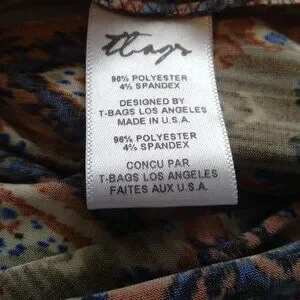 tbags
96% POLYESTER
4% SPANDEX
DESIGNED BY
T-BAGS LOS ANGELES
MADE IN U.S.A.
96% POLYESTER
4% SPANDEX
CONCU PAR
T-BAGS LOS ANGELES
FAITES AUX U.S.A.